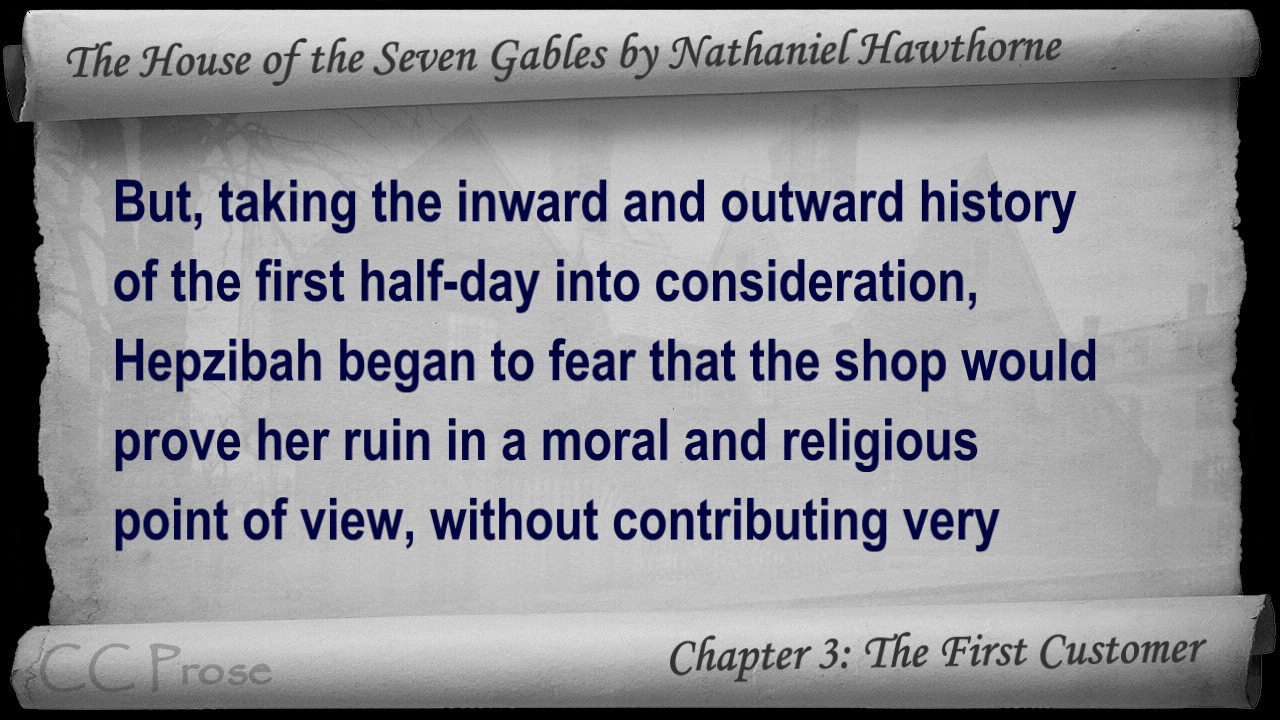 The House of the Seven Gables by Nathaniel Hawthorne
But, taking the inward and outward history
of the first half-day into consideration,
Hepzibah began to fear that the shop would
prove her ruin in a moral and religious
point of view, without contributing very
CC Prose
Chapter 3: The First Customer